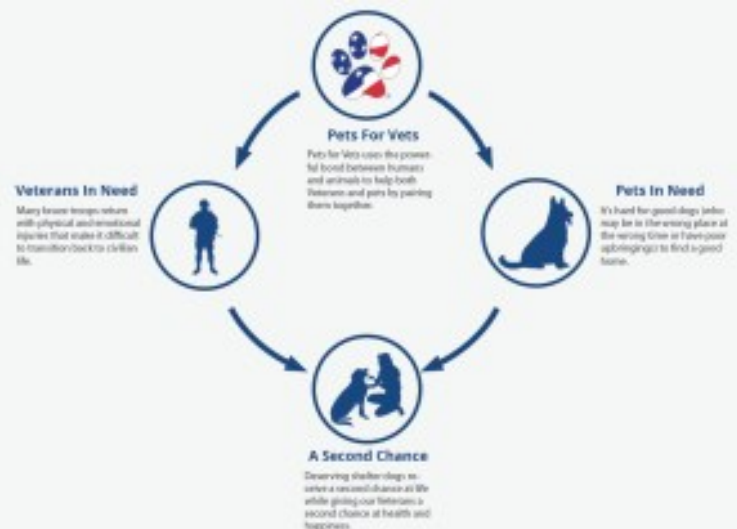 Pets For Vets
Pets for Vets uses the power-
ful bond between humans
and animals to help both
Veterans and pets by pairing
them together.
Veterans In Need
Many brave troops return
with physical and emotional
injuries that make it difficult
to transition back to civilian
life.
Pets In Need
It's hard for good dogs (who
may be in the wrong place at
the wrong time or have poor
upbringings) to find a good
home.
A Second Chance
Deserving shelter dogs re-
ceive a second chance at life
while giving our Veterans a
second chance at health and
happiness.